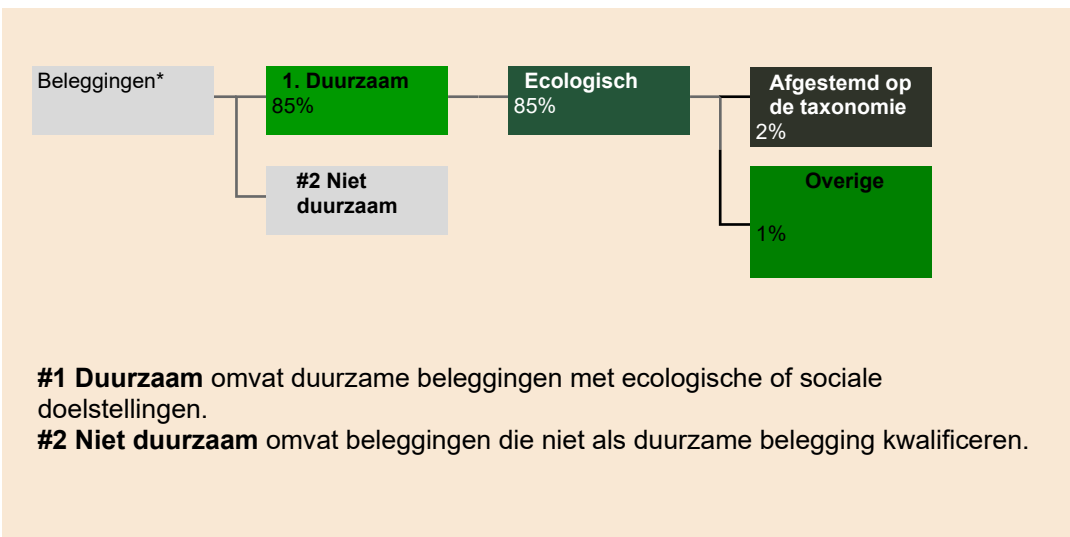 Beleggingen*
1. Duurzaam
85%
Ecologisch
85%
Afgestemd op
de taxonomie
2%
#2 Niet
duurzaam
Overige
1%
#1 Duurzaam omvat duurzame beleggingen met ecologische of sociale
doelstellingen.
#2 Niet duurzaam omvat beleggingen die niet als duurzame belegging kwalificeren.